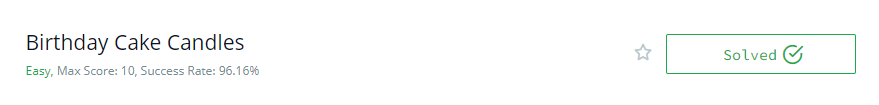 Birthday Cake Candles
Solved
Easy, Max Score: 10, Success Rate: 96.16%